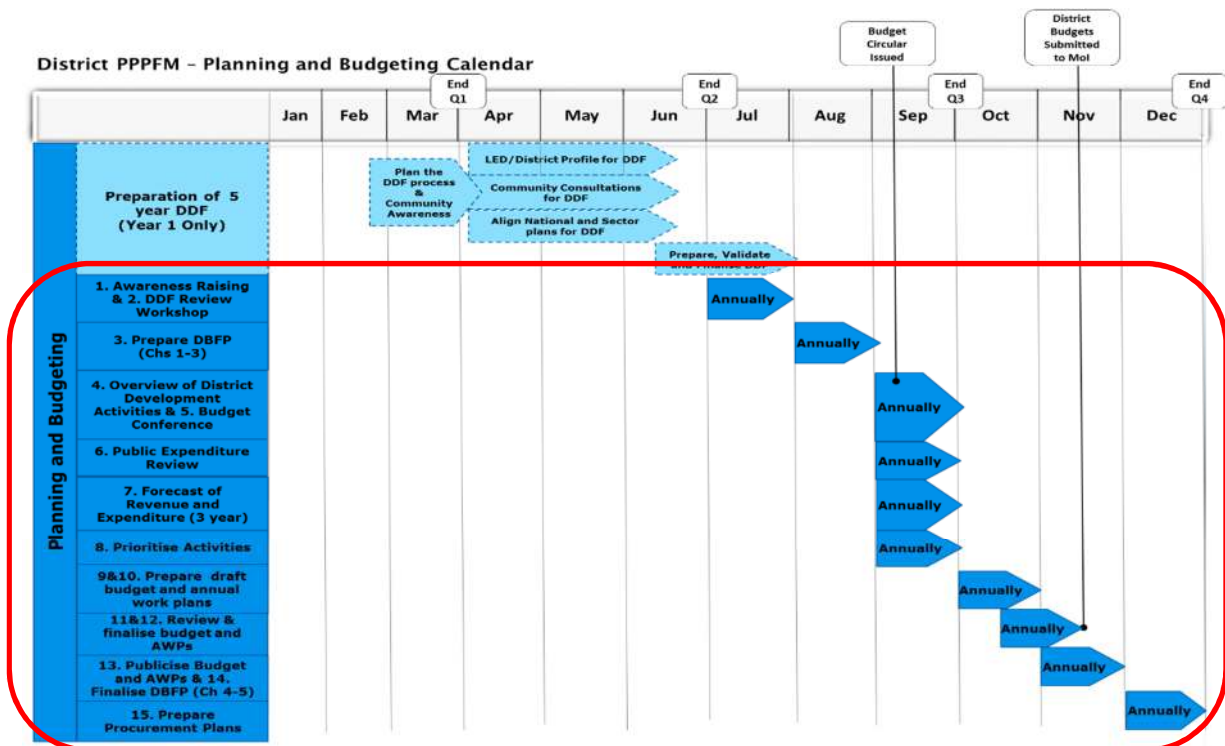 Budget
Circular
Issued
District
Budgets
Submitted
to MoI
District PPPFM – Planning and Budgeting Calendar
End
Q1
End
Q2
End
Q3
End
Q4
Jan Feb Mar Apr May Jun Jul Aug Sep Oct Nov Dec
Planning and Budgeting
Preparation of 5
year DDF
(Year 1 Only)
Plan the
DDF process
&
Community
Awareness
LED/District Profile for DDF
Community Consultations
for DDF
Align National and Sector
plans for DDF
Prepare, Validate
and Finalise DDF
1. Awareness Raising
& 2. DDF Review
Workshop
Annually
3. Prepare DBFP
(Chs 1-3)
Annually
4. Overview of District
Development
Activities & 5. Budget
Conference
Annually
6. Public Expenditure
Review
Annually
7. Forecast of
Revenue and
Expenditure (3 year)
Annually
8. Prioritise Activities
Annually
9&10. Prepare draft
budget and annual
work plans
Annually
11&12. Review &
finalise budget and
AWPs
Annually
13. Publicise Budget
and AWPs & 14.
Finalise DBFP (Ch 4-5)
Annually
15. Prepare
Procurement Plans
Annually